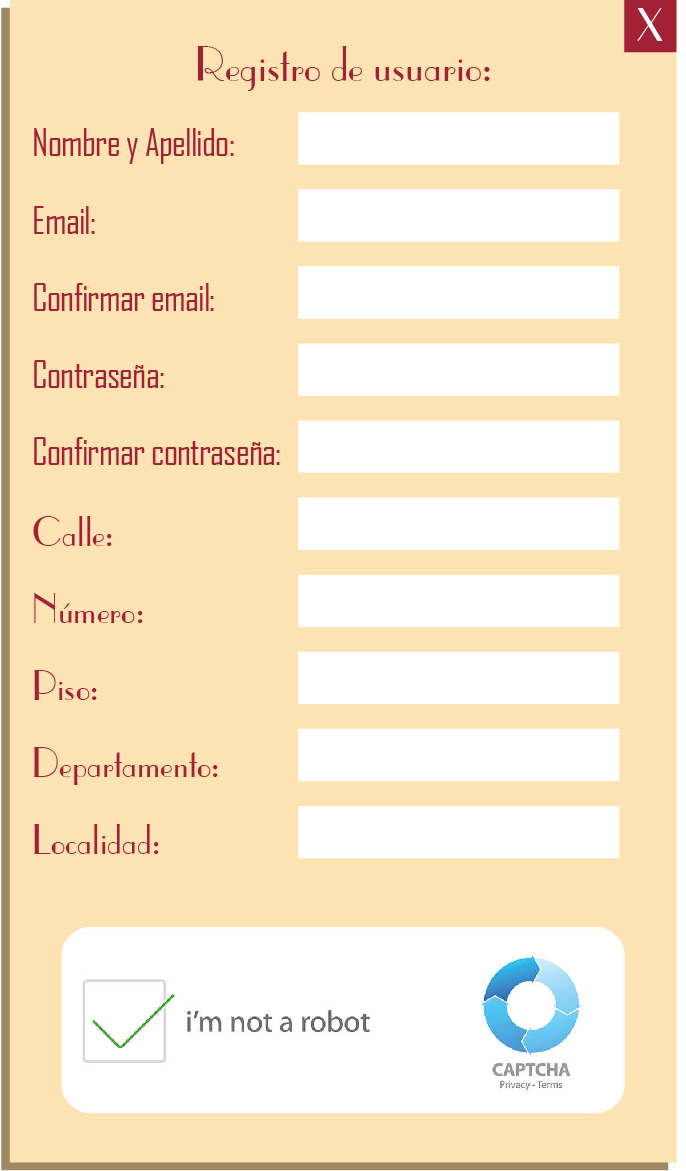 X
Registro de usuario:
Nombre y Apellido:
Email:
Confirmar email:
Contraseña:
Confirmar contraseña:
Calle:
Número:
Piso:
Departamento:
Localidad:
i'm not a robot
CAPTCHA
Privacy - Terms